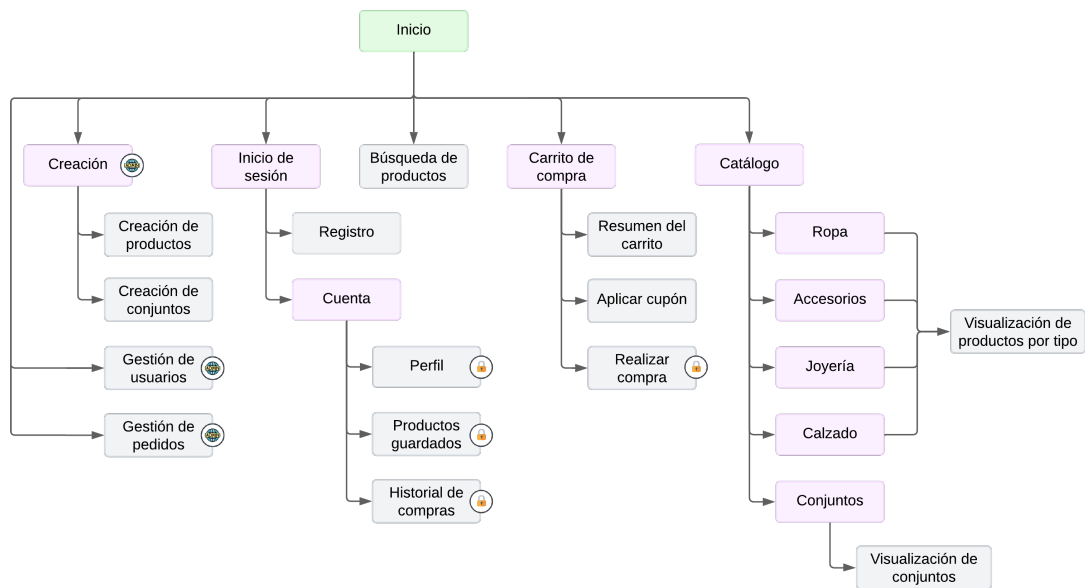 Inicio
Creación
Inicio de
sesión
Búsqueda de
productos
Carrito de
compra
Catálogo
Creación de
productos
Creación de
conjuntos
Gestión de
usuarios
Gestión de
pedidos
Registro
Cuenta
Perfil
Productos
guardados
Historial de
compras
Resumen del
carrito
Aplicar cupón
Realizar
compra
Ropa
Accesorios
Joyería
Calzado
Conjuntos
Visualización de
productos por tipo
Visualización de
conjuntos